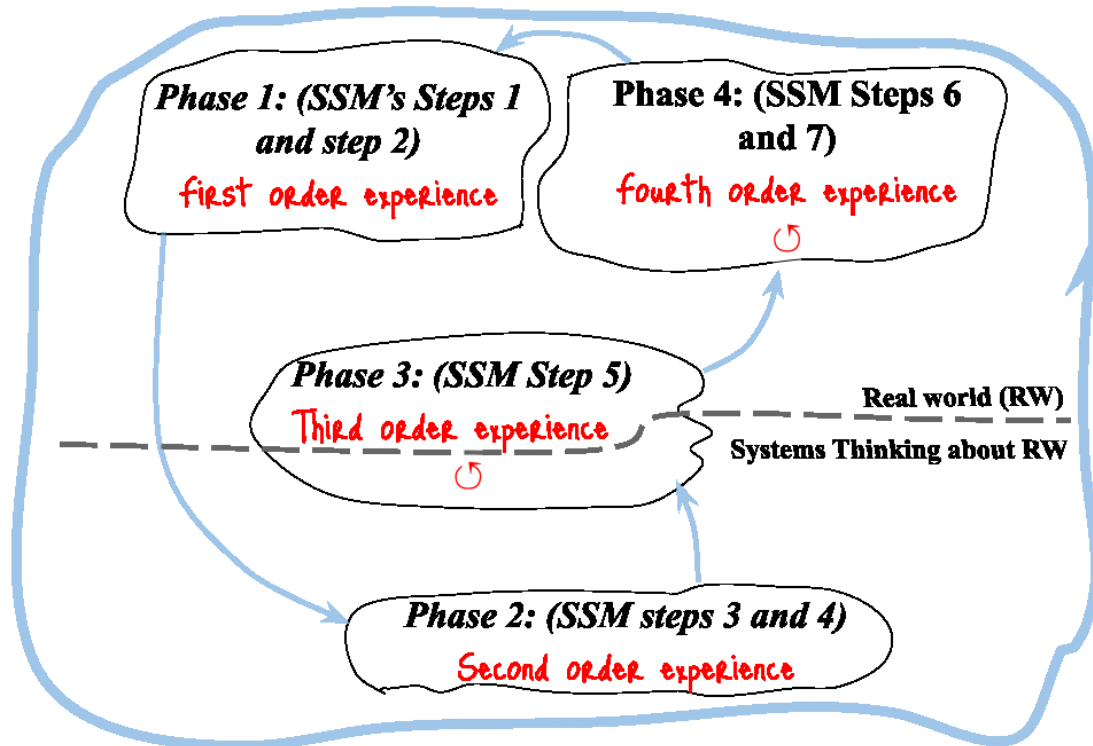 Phase 1: (SSM’s Steps 1
and step 2)
first order experience
Phase 4: (SSM Steps 6
and 7)
fourth order experience
Phase 3: (SSM Step 5)
Third order experience
Real world (RW)
Systems Thinking about RW
Phase 2: (SSM steps 3 and 4)
Second order experience